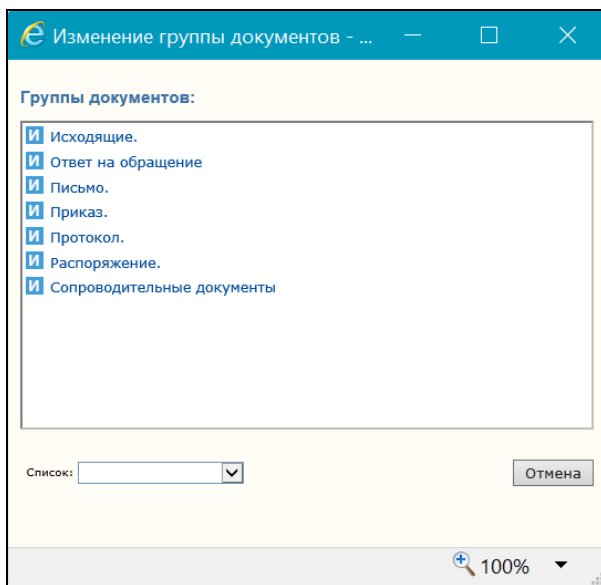 Изменение группы документов - ...
Группы документов:
И Исходящие.
И Ответ на обращение
И Письмо.
И Приказ.
И Протокол.
И Распоряжение.
И Сопроводительные документы
Список:
Отмена
100%